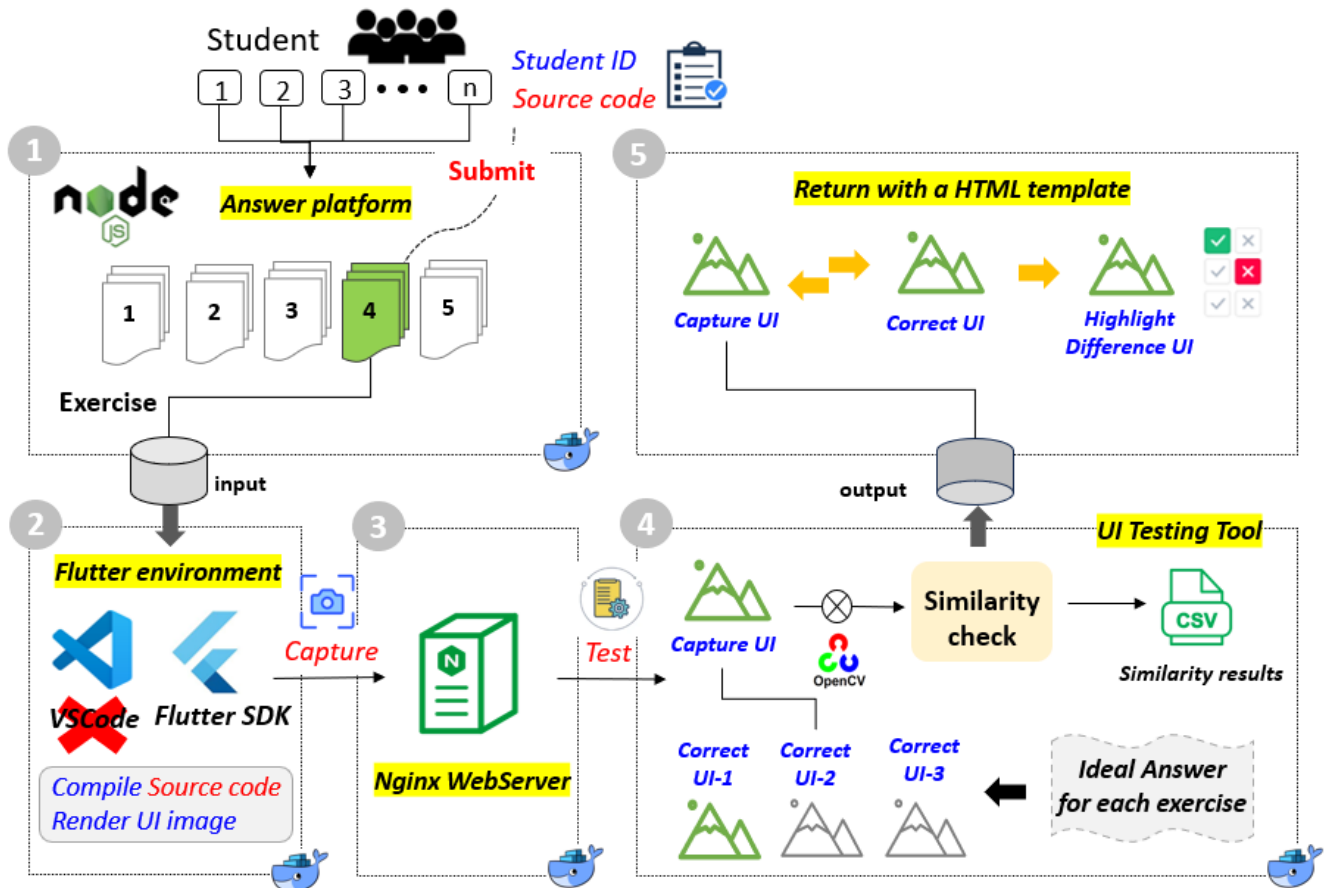 Student
1 2 3 n
Student ID
Source code
1
Submit
node
JS
Answer platform
1 2 3 4 5
Exercise
input
5
Return with a HTML template
Capture UI
Correct UI
Highlight
Difference UI
output
2
Flutter environment
VSCode
Flutter SDK
Compile Source code
Render UI image
Capture
3
N
Nginx WebServer
Test
4
UI Testing Tool
Capture UI
OpenCV
Similarity
check
CSV
Similarity results
Correct
UI-1
Correct
UI-2
Correct
UI-3
Ideal Answer
for each exercise